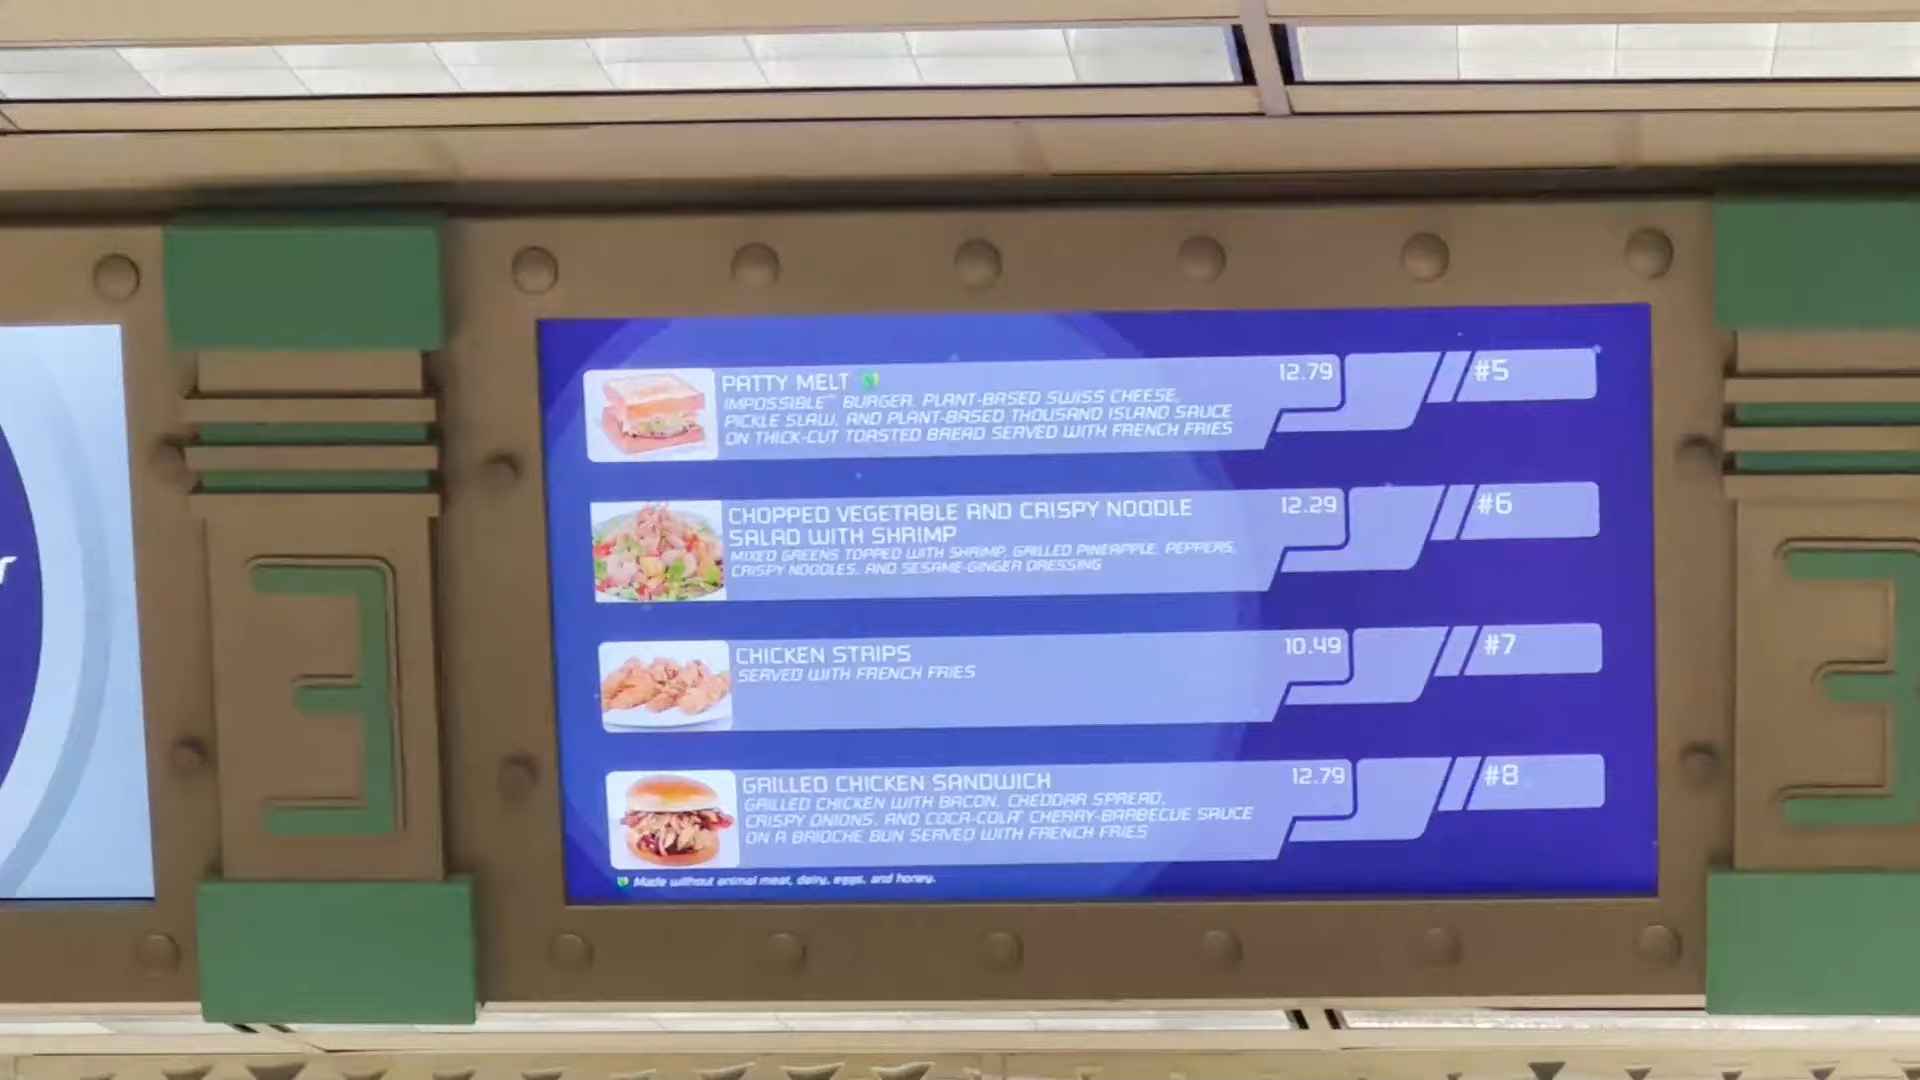 PATTY MELT
12.79
#5
IMPOSSIBLE™ BURGER, PLANT-BASED SWISS CHEESE,
PICKLE SLAW, AND PLANT-BASED THOUSAND ISLAND SAUCE
ON THICK-CUT TOASTED BREAD SERVED WITH FRENCH FRIES
CHOPPED VEGETABLE AND CRISPY NOODLE
12.29
#6
SALAD WITH SHRIMP
MIXED GREENS TOPPED WITH SHRIMP, GRILLED PINEAPPLE, PEPPERS,
CRISPY NOODLES, AND SESAME-GINGER DRESSING
CHICKEN STRIPS
10.49
#7
SERVED WITH FRENCH FRIES
GRILLED CHICKEN SANDWICH
12.79
#8
GRILLED CHICKEN WITH BACON, CHEDDAR SPREAD,
CRISPY ONIONS, AND COCA-COLA® CHERRY-BARBECUE SAUCE
ON A BRIOCHE BUN SERVED WITH FRENCH FRIES
Made without animal meat, dairy, eggs, and honey.